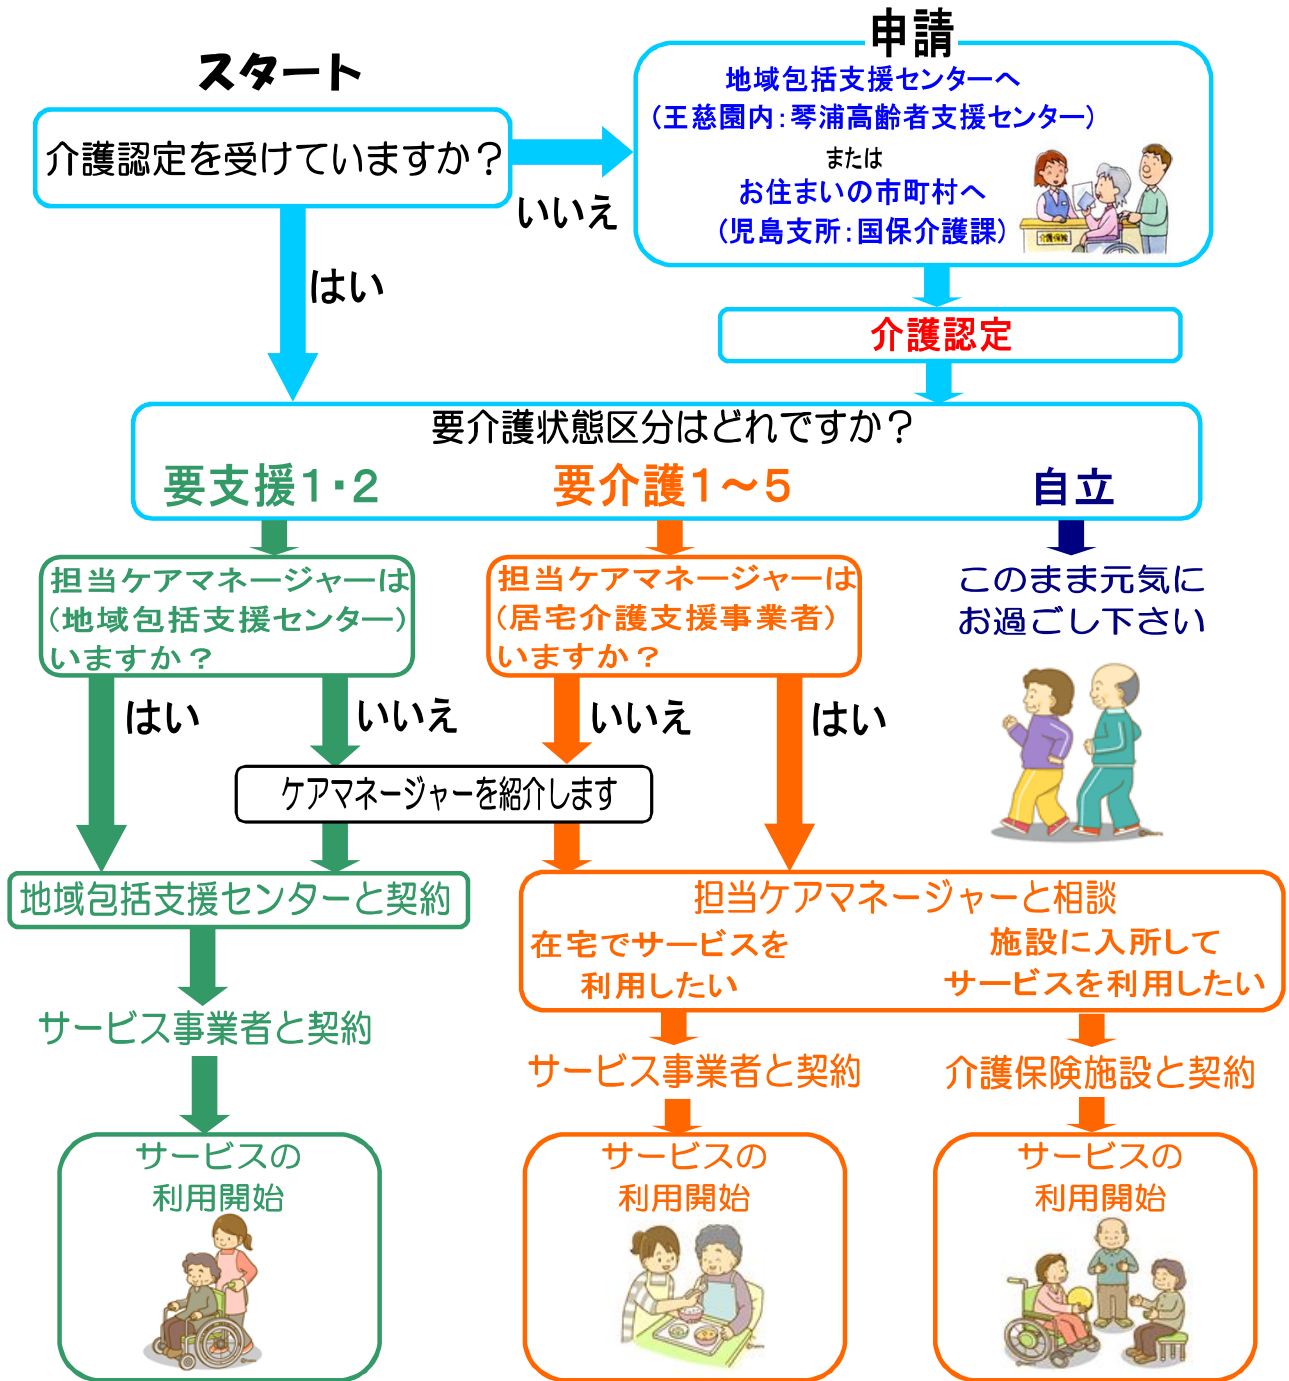 スタート
介護認定を受けていますか？
いいえ
はい
申請
地域包括支援センターへ
（王慈園内：琴浦高齢者支援センター）
または
お住まいの市町村へ
（児島支所：国保介護課）
介護保険
介護認定
要介護状態区分はどれですか？
要支援１・２
要介護１～５
自立
担当ケアマネージャーは
（地域包括支援センター）
いますか？
担当ケアマネージャーは
（居宅介護支援事業者）
いますか？
このまま元気に
お過ごし下さい
はい
いいえ
いいえ
はい
ケアマネージャーを紹介します
地域包括支援センターと契約
担当ケアマネージャーと相談
在宅でサービスを
利用したい
施設に入所して
サービスを利用したい
サービス事業者と契約
サービス事業者と契約
介護保険施設と契約
サービスの
利用開始
サービスの
利用開始
サービスの
利用開始